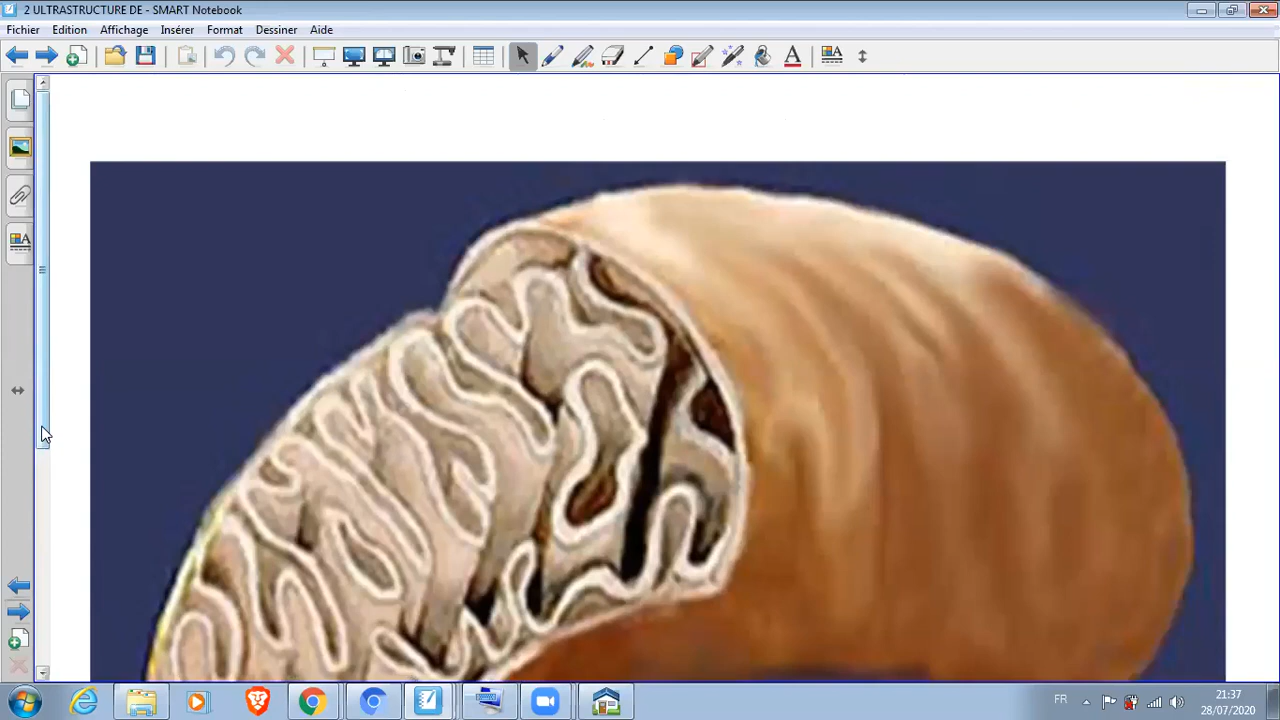 2 ULTRASTRUCTURE DE - SMART Notebook
Fichier Edition Affichage Insérer Format Dessiner Aide
FR
21:37
28/07/2020